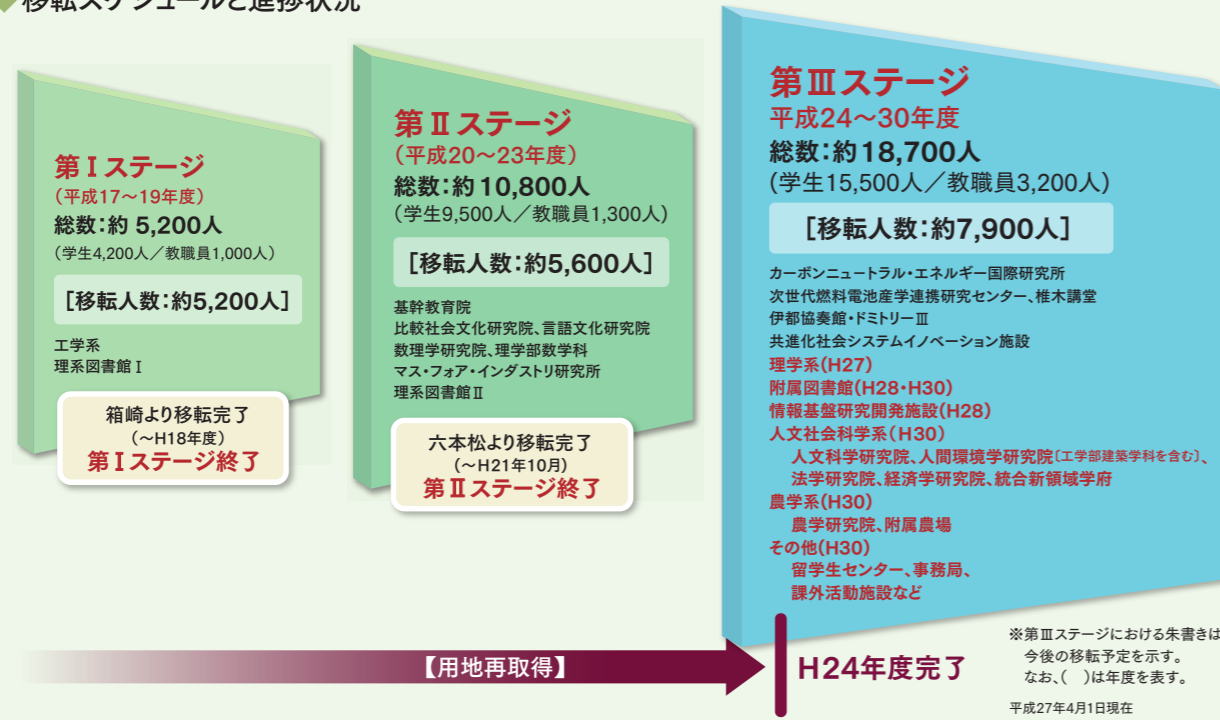 移転スケジュールと進捗状況
第Ⅰステージ
(平成17~19年度)
総数:約5,200人
(学生4,200人/教職員1,000人)
[移転人数:約5,200人]
工学系
理系図書館Ⅰ
箱崎より移転完了
(~H18年度)
第Ⅰステージ終了
第Ⅱステージ
(平成20~23年度)
総数:約10,800人
(学生9,500人/教職員1,300人)
[移転人数:約5,600人]
基幹教育院
比較社会文化研究院、言語文化研究院
数理学研究院、理学部数学科
マス・フォア・インダストリ研究所
理系図書館Ⅱ
六本松より移転完了
(~H21年10月)
第Ⅱステージ終了
第Ⅲステージ
平成24~30年度
総数:約18,700人
(学生15,500人/教職員3,200人)
[移転人数:約7,900人]
カーボンニュートラル・エネルギー国際研究所
次世代燃料電池産学連携研究センター、椎木講堂
伊都協奏館・ドミトリーⅢ
共進化社会システムイノベーション施設
理学系(H27)
附属図書館(H28・H30)
情報基盤研究開発施設(H28)
人文社会科学系(H30)
人文科学研究院、人間環境学研究院〔工学部建築学科を含む〕、
法学研究院、経済学研究院、統合新領域学府
農学系(H30)
農学研究院、附属農場
その他(H30)
留学生センター、事務局、
課外活動施設など
【用地再取得】
H24年度完了
※第Ⅲステージにおける朱書きは
今後の移転予定を示す。
なお、( )は年度を表す。
平成27年4月1日現在